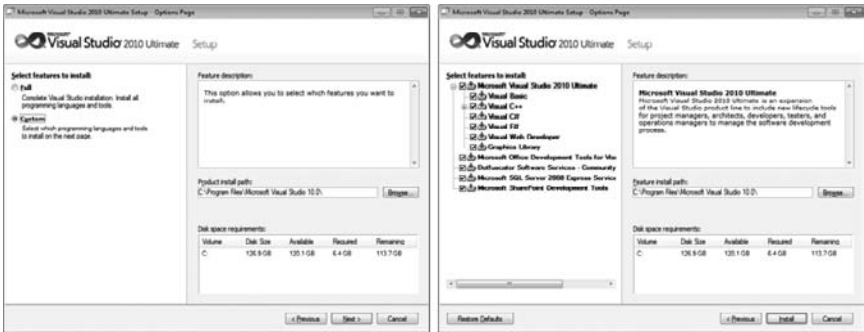 Microsoft Visual Studio 2010 Ultimate Setup - Options Page
Microsoft
Visual Studio 2010 Ultimate Setup
Select features to install:
Full
Complete Visual Studio installation. Install all
programming languages and tools.
Custom
Select which programming languages and tools
to install on the next page.
Feature description:
This option allows you to select which features you want to
install.
Product install path:
C:\Program Files\Microsoft Visual Studio 10.0\
Browse...
Disk space requirements:
Volume Disk Size Available Required Remaining
C: 126.9 GB 120.1 GB 6.4 GB 113.7 GB
< Previous Next > Cancel
Microsoft Visual Studio 2010 Ultimate Setup - Options Page
Microsoft
Visual Studio 2010 Ultimate Setup
Select features to install:
Microsoft Visual Studio 2010 Ultimate
Visual Basic
Visual C++
Visual C#
Visual F#
Visual Web Developer
Graphics Library
Microsoft Office Development Tools for Vis
Dotfuscator Software Services - Community
Microsoft SQL Server 2008 Express Service
Microsoft SharePoint Development Tools
Feature description:
Microsoft Visual Studio 2010 Ultimate
Microsoft Visual Studio 2010 Ultimate is an expansion
of the Visual Studio product line to include new lifecycle tools
for project managers, architects, developers, testers, and
operations managers to manage the software development
process.
Feature install path:
C:\Program Files\Microsoft Visual Studio 10.0\
Browse...
Disk space requirements:
Volume Disk Size Available Required Remaining
C: 126.9 GB 120.1 GB 6.4 GB 113.7 GB
Restore Defaults
< Previous Install Cancel